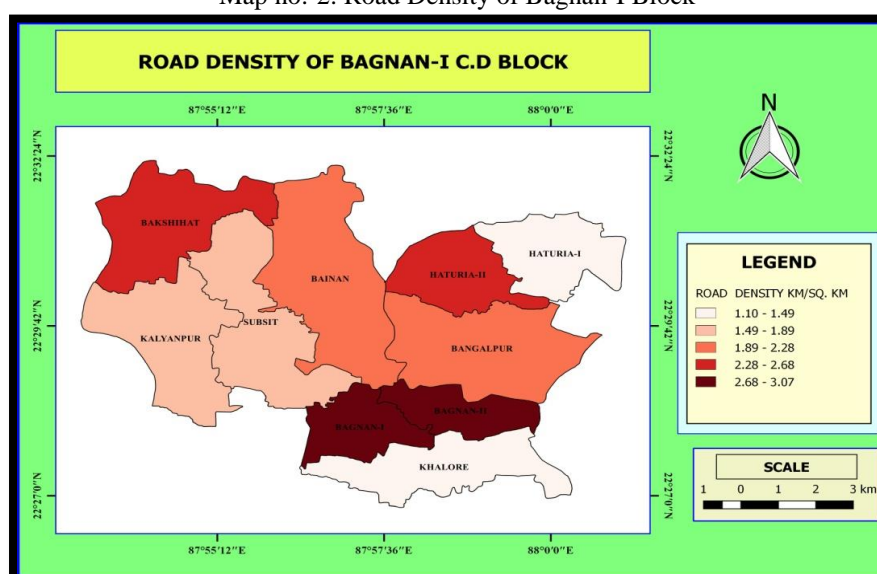 Map no.-2: Road Density of Bagnan-I Block
ROAD DENSITY OF BAGNAN-I C.D BLOCK
87°55'12"E 87°57'36"E 88°0'0"E
N
22°32'24"N 22°32'24"N
BAKSHIHAT
HATURIA-I
BAINAN HATURIA-II
LEGEND
ROAD DENSITY KM/SQ. KM
1.10 - 1.49
1.49 - 1.89
1.89 - 2.28
2.28 - 2.68
2.68 - 3.07
22°29'42"N 22°29'42"N
KALYANPUR SUBSIT BANGALPUR
BAGNAN-I BAGNAN-II
KHALORE
SCALE
1 0 1 2 3 km
22°27'0"N 22°27'0"N
87°55'12"E 87°57'36"E 88°0'0"E